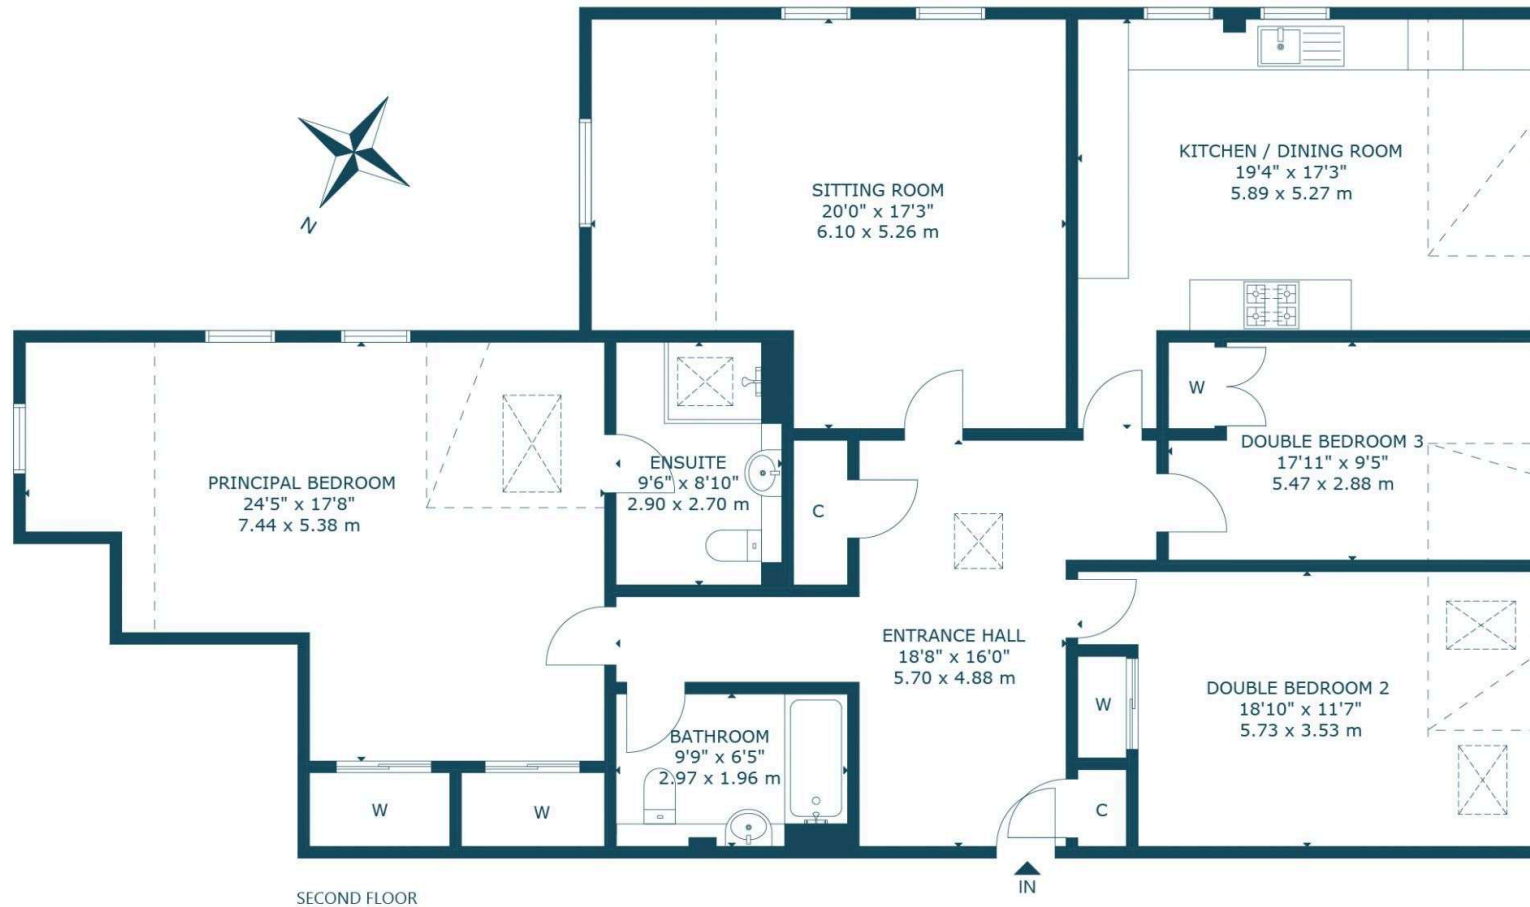 N
SITTING ROOM
20'0" x 17'3"
6.10 x 5.26 m
KITCHEN / DINING ROOM
19'4" x 17'3"
5.89 x 5.27 m
PRINCIPAL BEDROOM
24'5" x 17'8"
7.44 x 5.38 m
ENSUITE
9'6" x 8'10"
2.90 x 2.70 m
C
W
DOUBLE BEDROOM 3
17'11" x 9'5"
5.47 x 2.88 m
ENTRANCE HALL
18'8" x 16'0"
5.70 x 4.88 m
W
DOUBLE BEDROOM 2
18'10" x 11'7"
5.73 x 3.53 m
BATHROOM
9'9" x 6'5"
2.97 x 1.96 m
W
W
C
IN
SECOND FLOOR